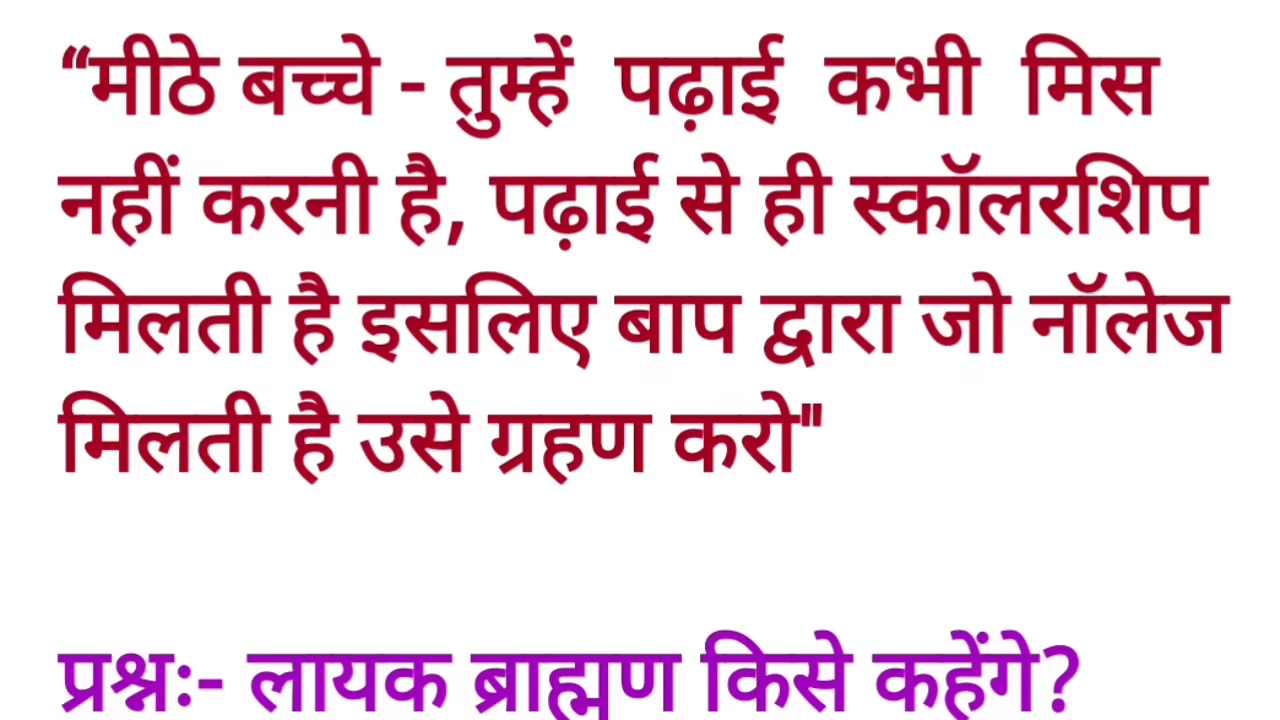 “मीठे बच्चे - तुम्हें पढ़ाई कभी मिस
नहीं करनी है, पढ़ाई से ही स्कॉलरशिप
मिलती है इसलिए बाप द्वारा जो नॉलेज
मिलती है उसे ग्रहण करो"
प्रश्नः- लायक ब्राह्मण किसे कहेंगे?